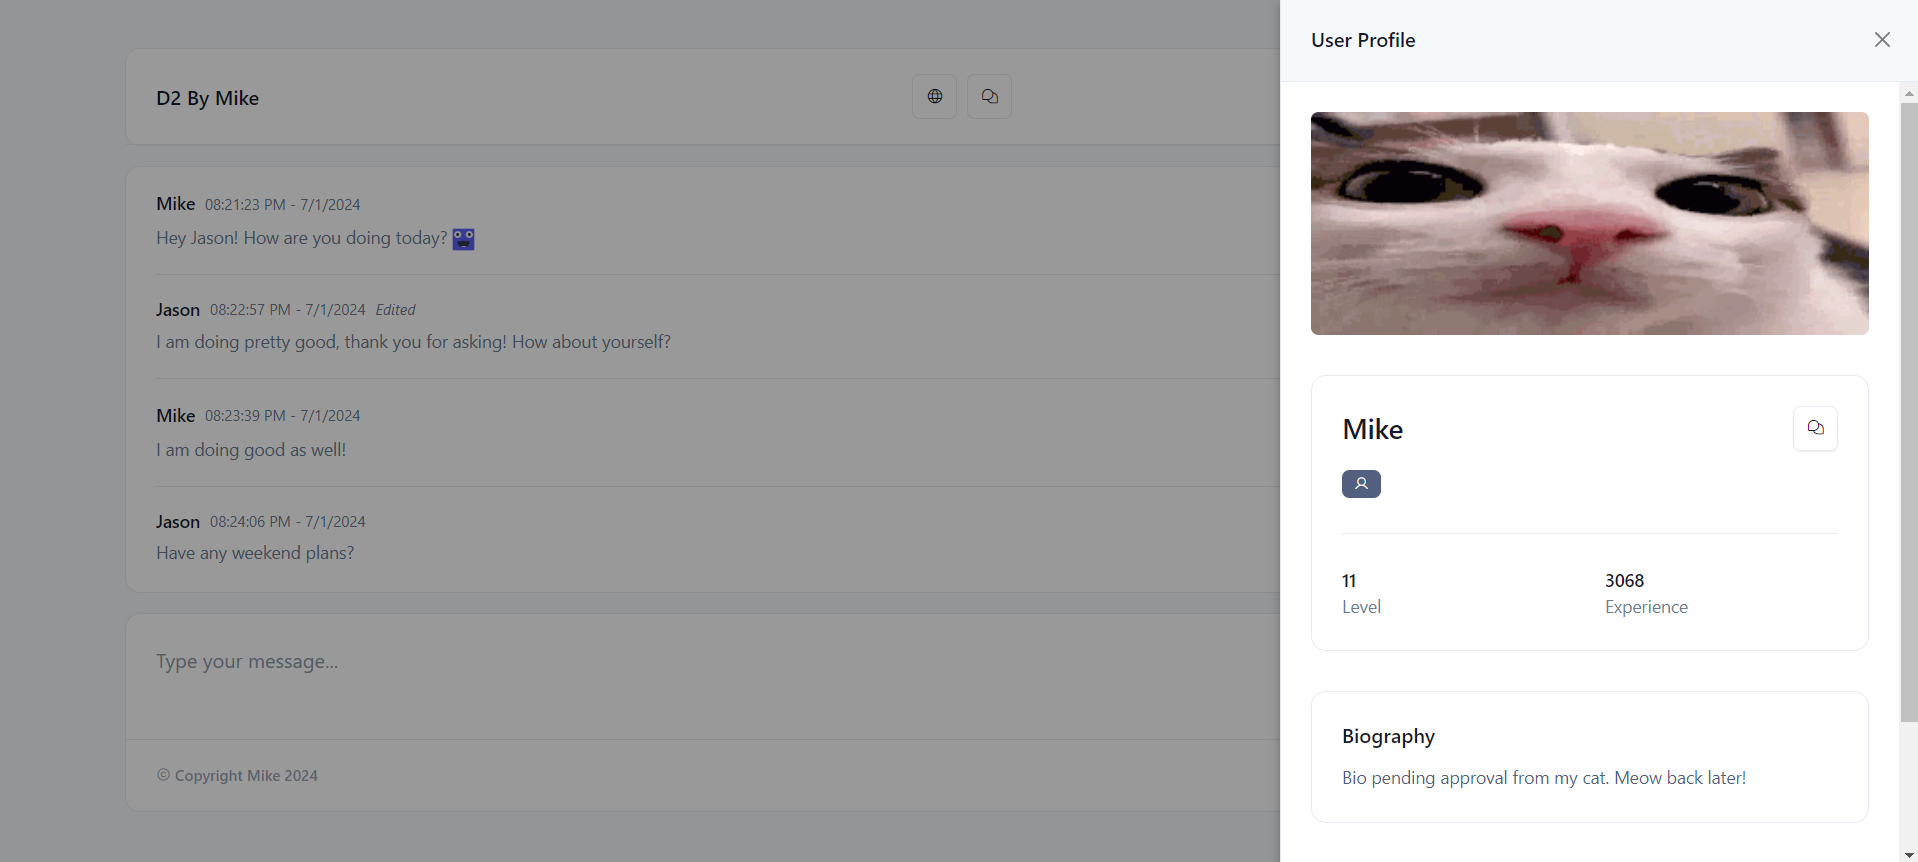 D2 By Mike
Mike 08:21:23 PM - 7/1/2024
Hey Jason! How are you doing today?
Jason 08:22:57 PM - 7/1/2024 Edited
I am doing pretty good, thank you for asking! How about yourself?
Mike 08:23:39 PM - 7/1/2024
I am doing good as well!
Jason 08:24:06 PM - 7/1/2024
Have any weekend plans?
Type your message...
© Copyright Mike 2024
User Profile
Mike
11
Level
3068
Experience
Biography
Bio pending approval from my cat. Meow back later!